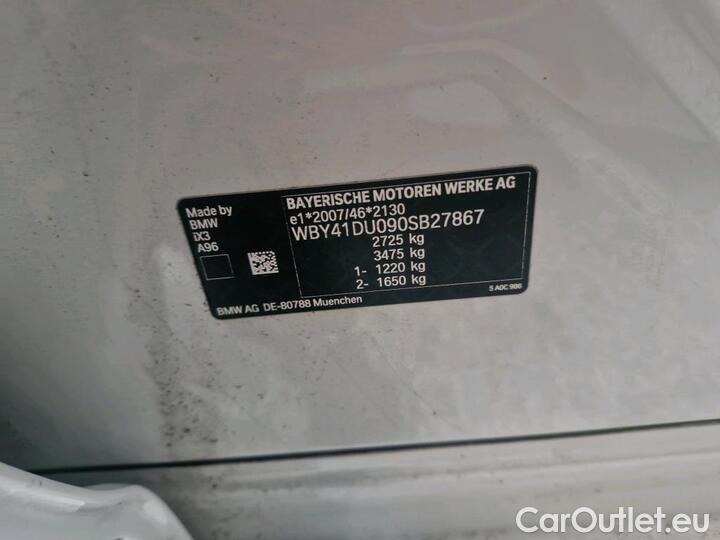 Made by
BMW
iX3
A96
BAYERISCHE MOTOREN WERKE AG
e1*2007/46*2130
WBY41DU090SB27867
2725 kg
3475 kg
1- 1220 kg
2- 1650 kg
BMW AG DE-80788 Muenchen
5 A0C 986
CarOutlet.eu